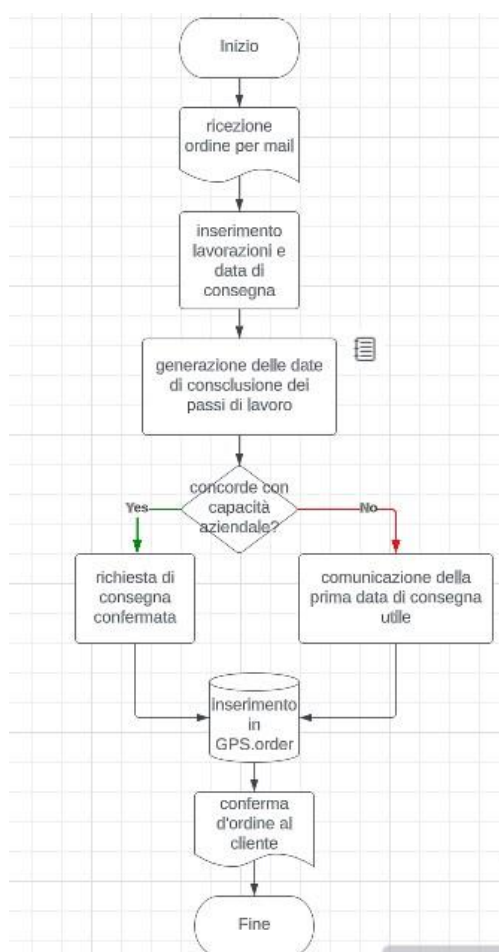 Inizio
ricezione
ordine per mail
inserimento
lavorazioni e
data di
consegna
generazione delle date
di consclusione dei
passi di lavoro
concorde con
capacità
aziendale?
Yes
No
richiesta di
consegna
confermata
comunicazione della
prima data di consegna
utile
inserimento
in
GPS.order
conferma
d'ordine al
cliente
Fine